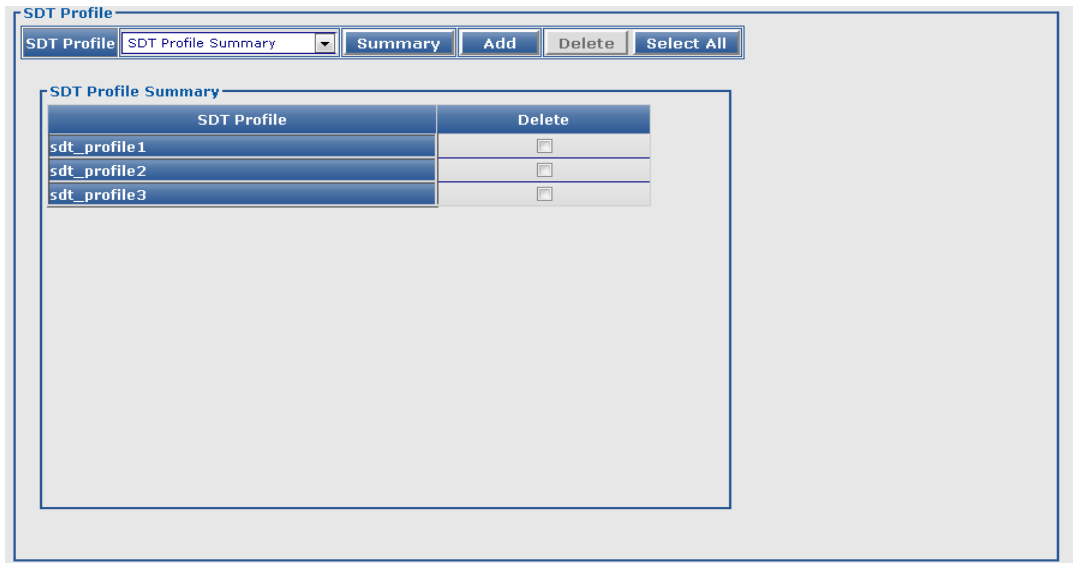 SDT Profile
SDT Profile SDT Profile Summary Summary Add Delete Select All
SDT Profile Summary
SDT Profile Delete
sdt_profile1
sdt_profile2
sdt_profile3